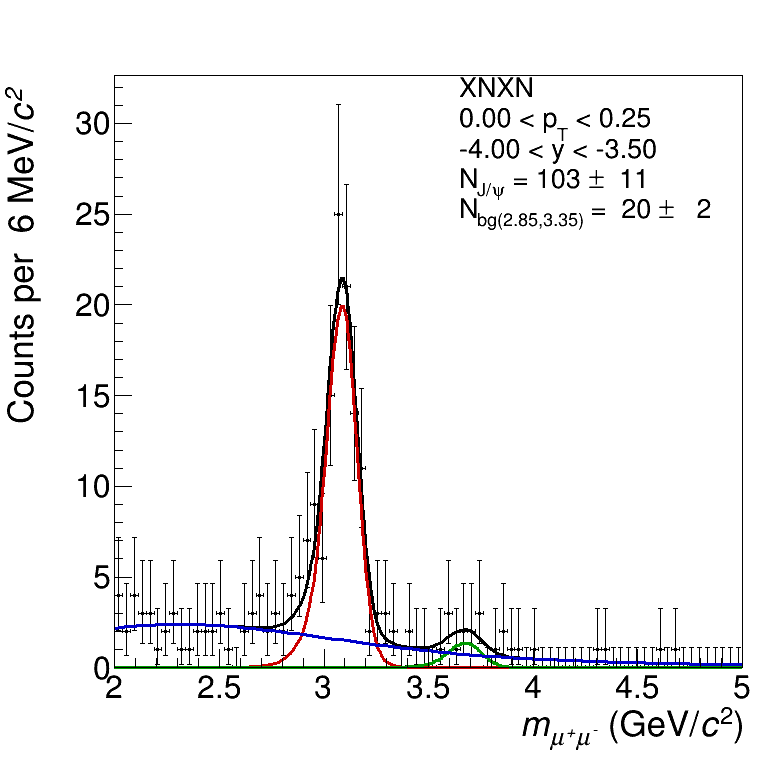 XNXN
0.00 < p_T < 0.25
-4.00 < y < -3.50
N_J/ψ = 103 ± 11
N_bg(2.85,3.35) = 20 ± 2
Counts per 6 MeV/c²
30
25
20
15
10
5
0
2 2.5 3 3.5 4 4.5 5
m_μ⁺μ⁻ (GeV/c²)